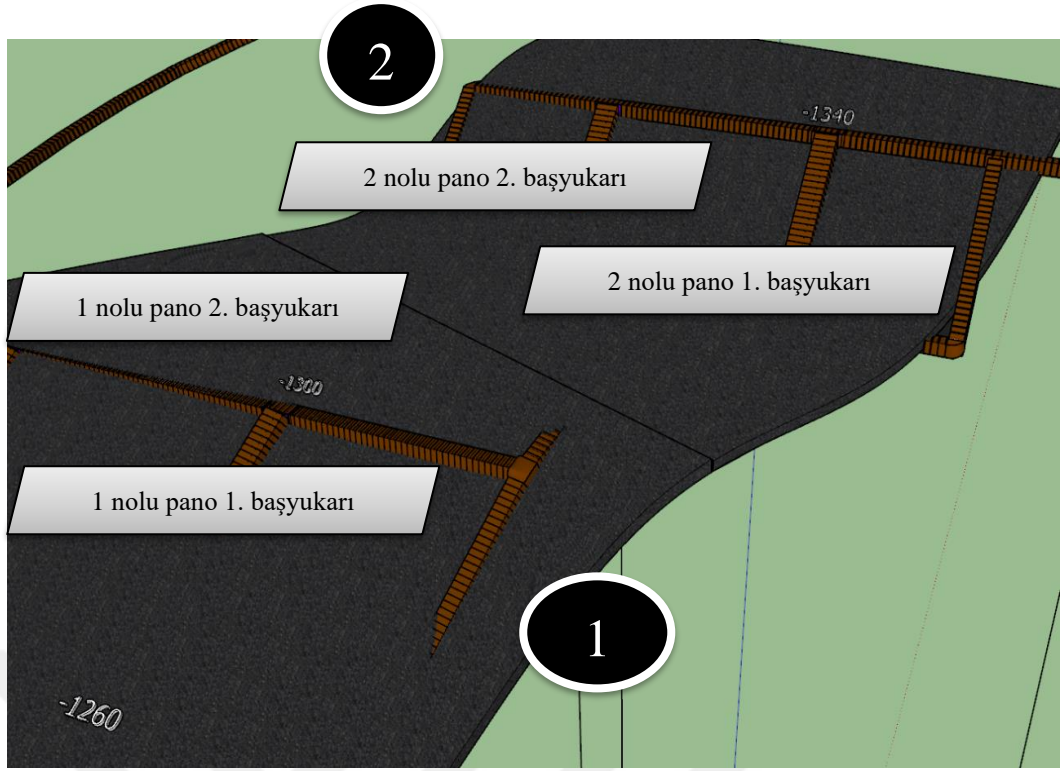 2
-1340
2 nolu pano 2. başyukarı
2 nolu pano 1. başyukarı
1 nolu pano 2. başyukarı
-1300
1 nolu pano 1. başyukarı
1
-1260